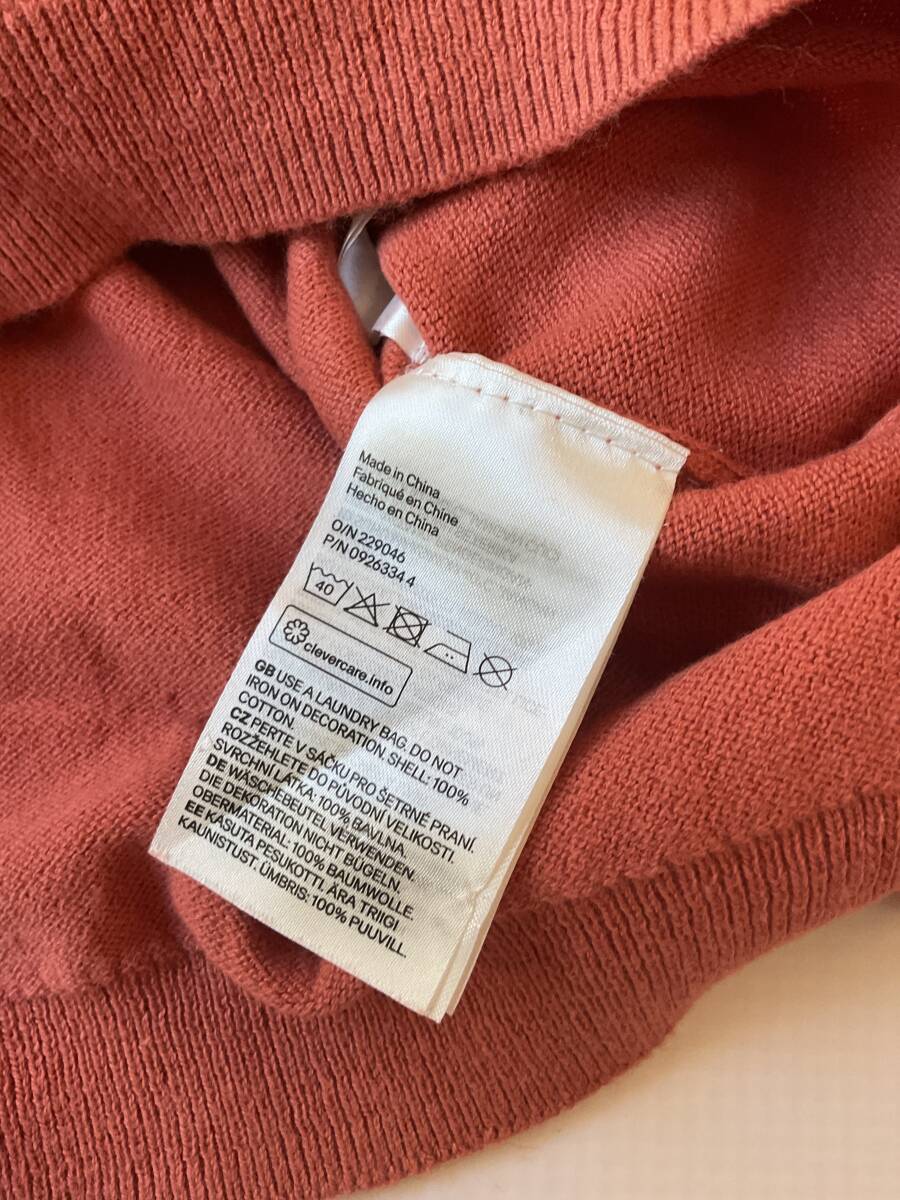 Made in China
Fabriqué en Chine
Hecho en China
O/N 229046
P/N 0926334 4
40
clevercare.info
GB USE A LAUNDRY BAG. DO NOT
IRON ON DECORATION. SHELL: 100%
COTTON.
CZ PERTE V SÁČKU PRO ŠETRNÉ PRANÍ.
ROZŽEHLETE DO PŮVODNÍ VELIKOSTI.
SVRCHNÍ LÁTKA: 100% BAVLNA.
DE WÄSCHEBEUTEL VERWENDEN.
DIE DEKORATION NICHT BÜGELN.
OBERMATERIAL: 100% BAUMWOLLE.
EE KASUTA PESUKOTTI. ÄRA TRIIGI
KAUNISTUST. ÚMBRIS: 100% PUUVILL.